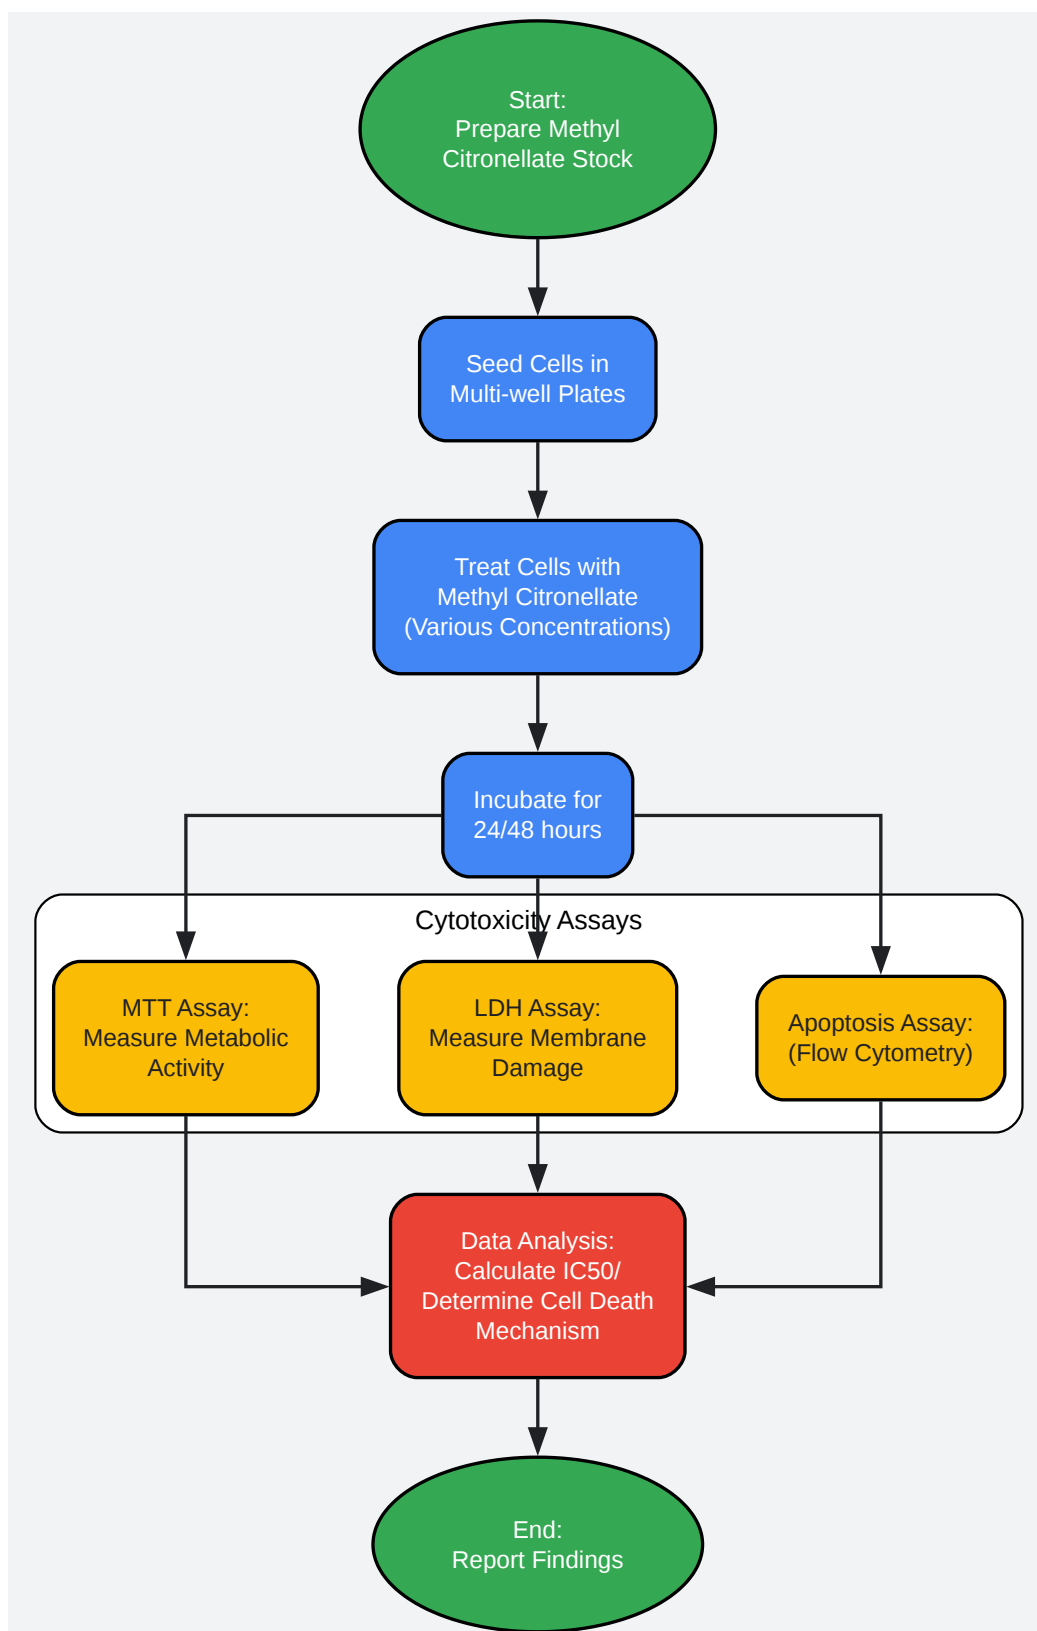 Start:
Prepare Methyl
Citronellate Stock
Seed Cells in
Multi-well Plates
Treat Cells with
Methyl Citronellate
(Various Concentrations)
Incubate for
24/48 hours
Cytotoxicity Assays
MTT Assay:
Measure Metabolic
Activity
LDH Assay:
Measure Membrane
Damage
Apoptosis Assay:
(Flow Cytometry)
Data Analysis:
Calculate IC50/
Determine Cell Death
Mechanism
End:
Report Findings